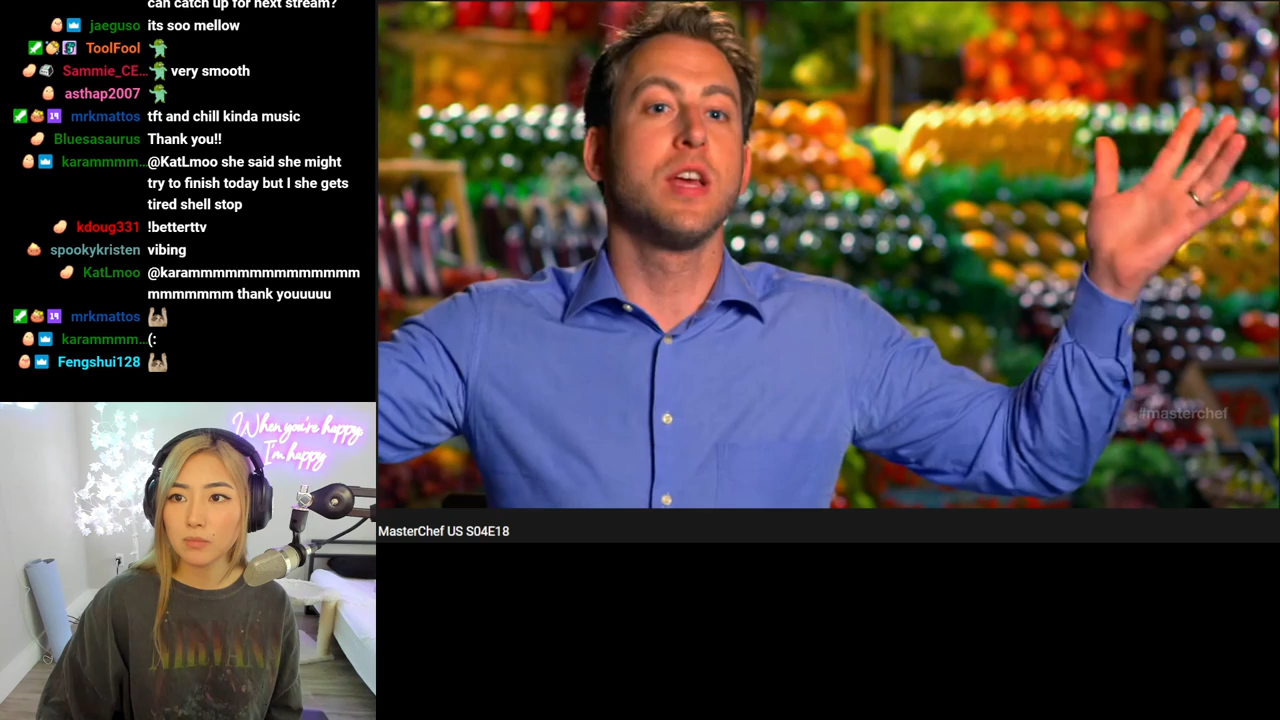 can catch up for next stream?
jaeguso its soo mellow
ToolFool
Sammie_CE... very smooth
asthap2007
mrkmattos tft and chill kinda music
Bluesasaurus Thank you!!
karammmm... @KatLmoo she said she might
try to finish today but I she gets
tired shell stop
kdoug331 !betterttv
spookykristen vibing
KatLmoo @karammmmmmmmmmmmmm
mmmmmmm thank youuuuu
mrkmattos
karammmm... (:
Fengshui128
When you're happy
I'm happy
NIRVANA
#masterchef
MasterChef US S04E18